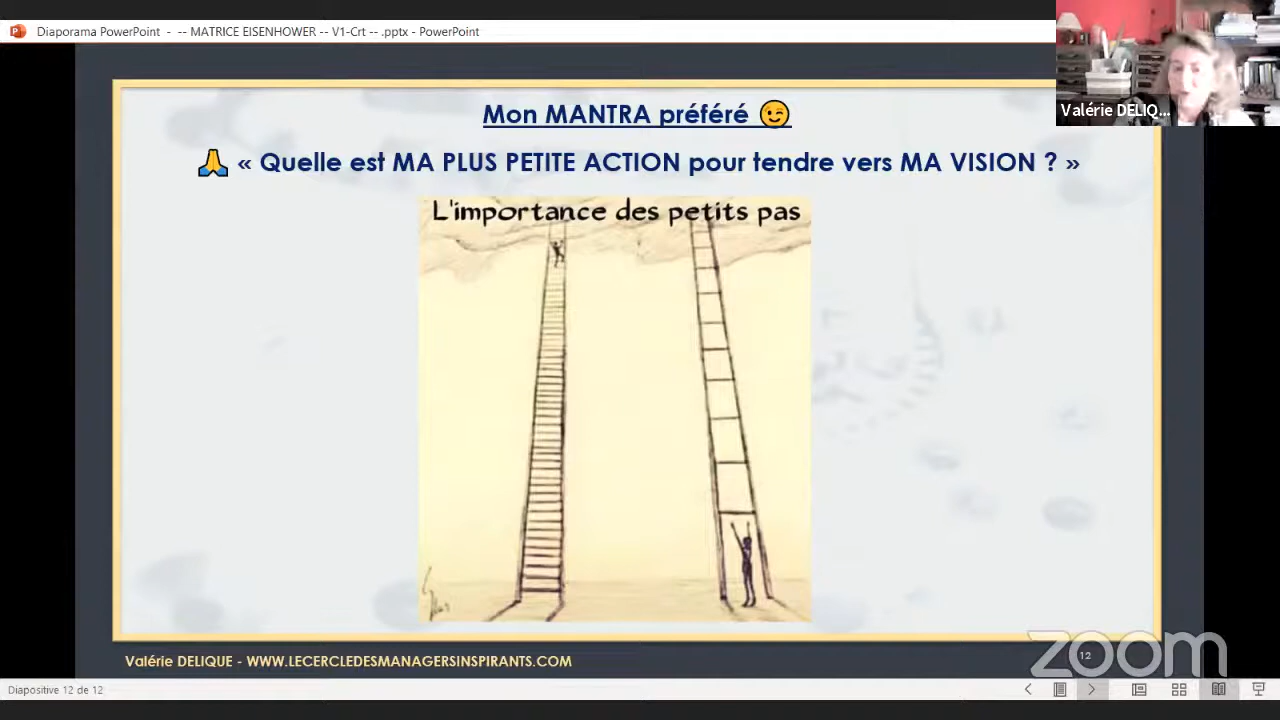 Diaporama PowerPoint - -- MATRICE EISENHOWER -- V1-Crt -- .pptx - PowerPoint
Valérie DELIQ...
Mon MANTRA préféré 😉
🙏 « Quelle est MA PLUS PETITE ACTION pour tendre vers MA VISION ? »
L'importance des petits pas
Valérie DELIQUE - WWW.LECERCLEDESMANAGERSINSPIRANTS.COM
12
zoom
Diapositive 12 de 12